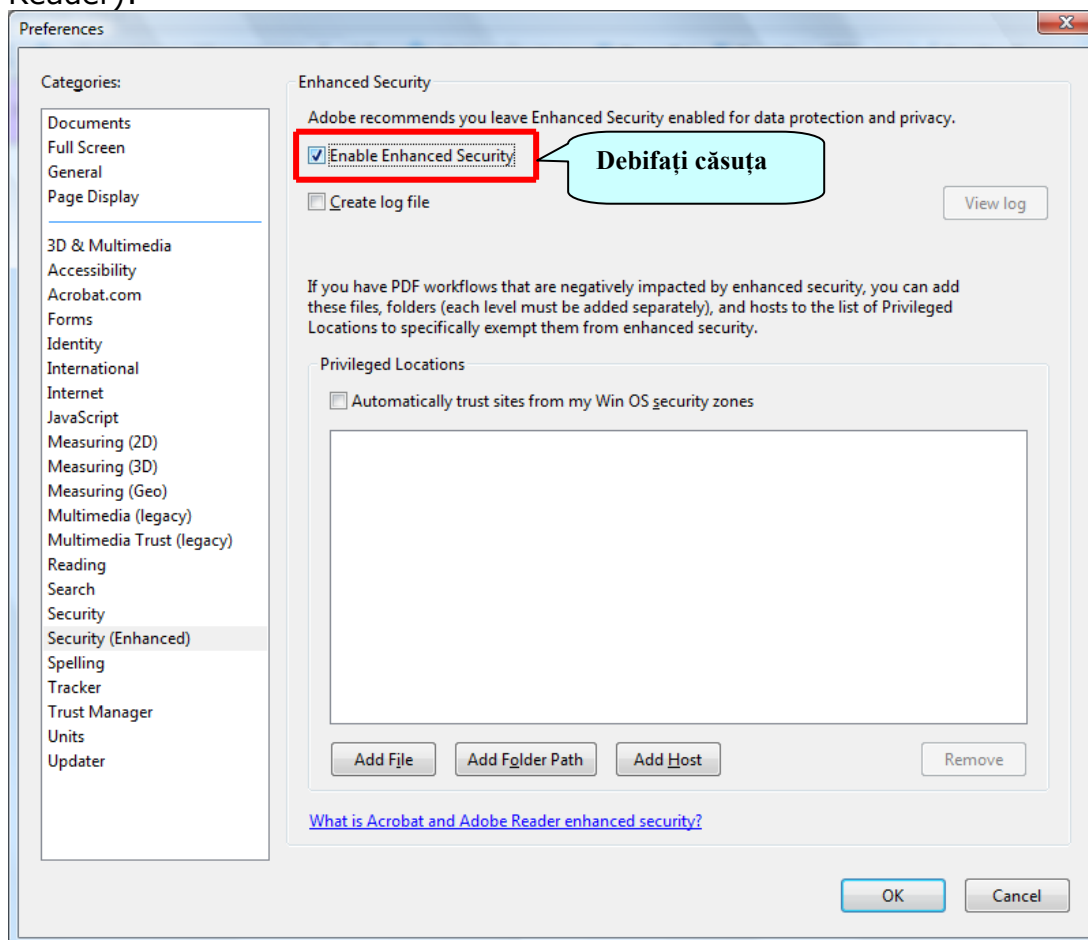 Reader).
Preferences
Categories:
Documents
Full Screen
General
Page Display
3D & Multimedia
Accessibility
Acrobat.com
Forms
Identity
International
Internet
JavaScript
Measuring (2D)
Measuring (3D)
Measuring (Geo)
Multimedia (legacy)
Multimedia Trust (legacy)
Reading
Search
Security
Security (Enhanced)
Spelling
Tracker
Trust Manager
Units
Updater
Enhanced Security
Adobe recommends you leave Enhanced Security enabled for data protection and privacy.
Enable Enhanced Security
Debifați căsuța
Create log file
View log
If you have PDF workflows that are negatively impacted by enhanced security, you can add
these files, folders (each level must be added separately), and hosts to the list of Privileged
Locations to specifically exempt them from enhanced security.
Privileged Locations
Automatically trust sites from my Win OS security zones
Add File
Add Folder Path
Add Host
Remove
What is Acrobat and Adobe Reader enhanced security?
OK
Cancel